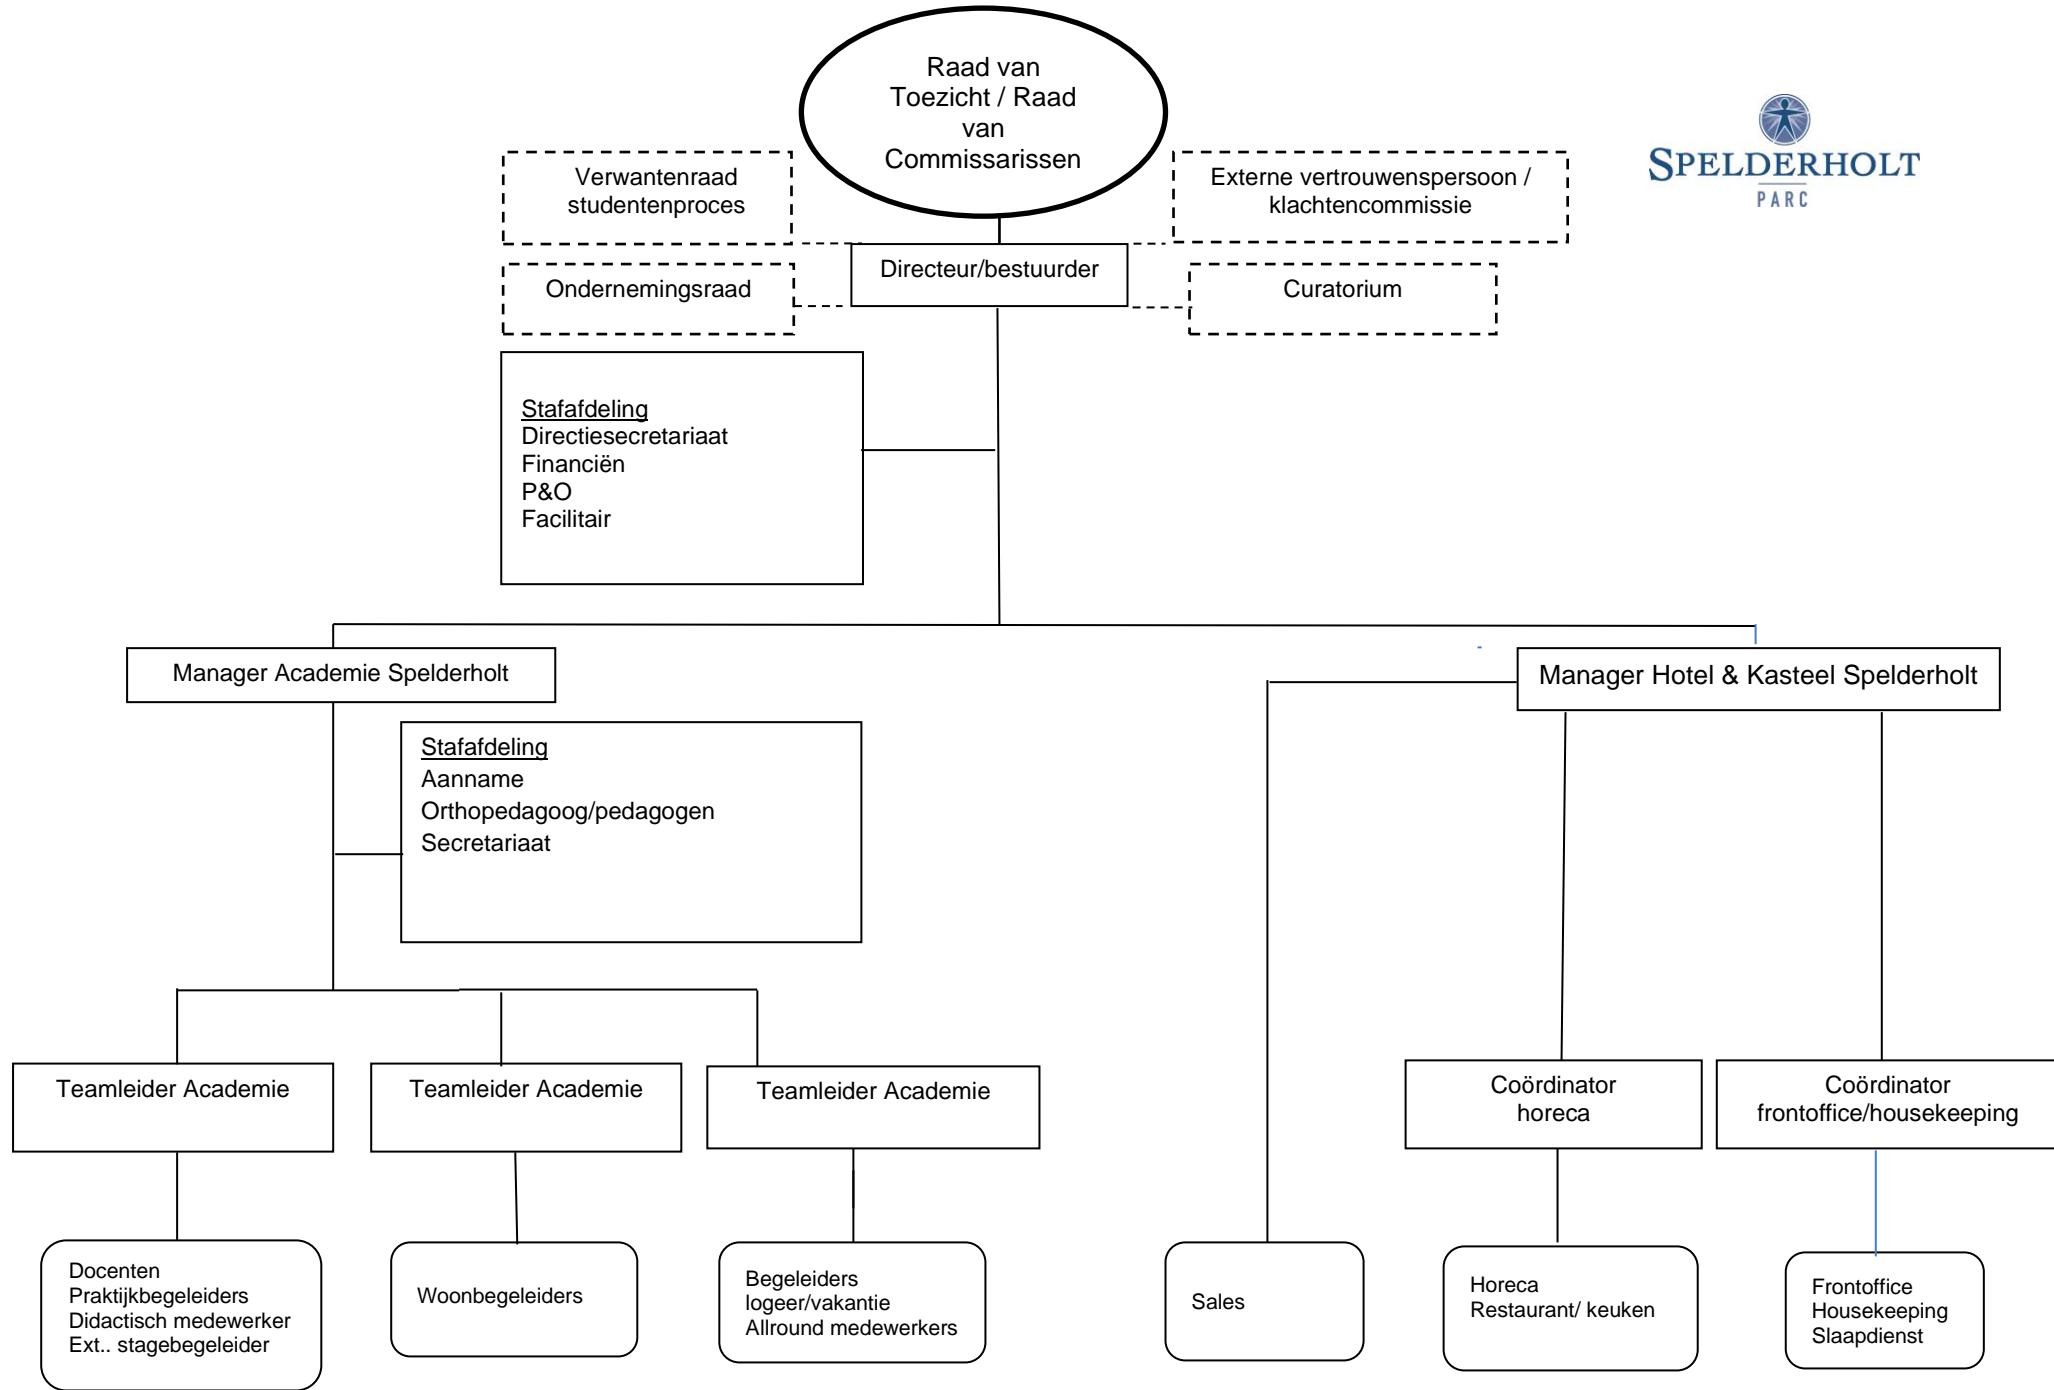 Raad van
Toezicht / Raad
van
Commissarissen
SPELDERHOLT
PARC
Verwantenraad
studentenproces
Externe vertrouwenspersoon /
klachtencommissie
Directeur/bestuurder
Ondernemingsraad
Curatorium
Stafafdeling
Directiesecretariaat
Financiën
P&O
Facilitair
Manager Academie Spelderholt
Manager Hotel & Kasteel Spelderholt
Stafafdeling
Aanname
Orthopedagoog/pedagogen
Secretariaat
Teamleider Academie
Teamleider Academie
Teamleider Academie
Coördinator
horeca
Coördinator
frontoffice/housekeeping
Docenten
Praktijkbegeleiders
Didactisch medewerker
Ext.. stagebegeleider
Woonbegeleiders
Begeleiders
logeer/vakantie
Allround medewerkers
Sales
Horeca
Restaurant/ keuken
Frontoffice
Housekeeping
Slaapdienst